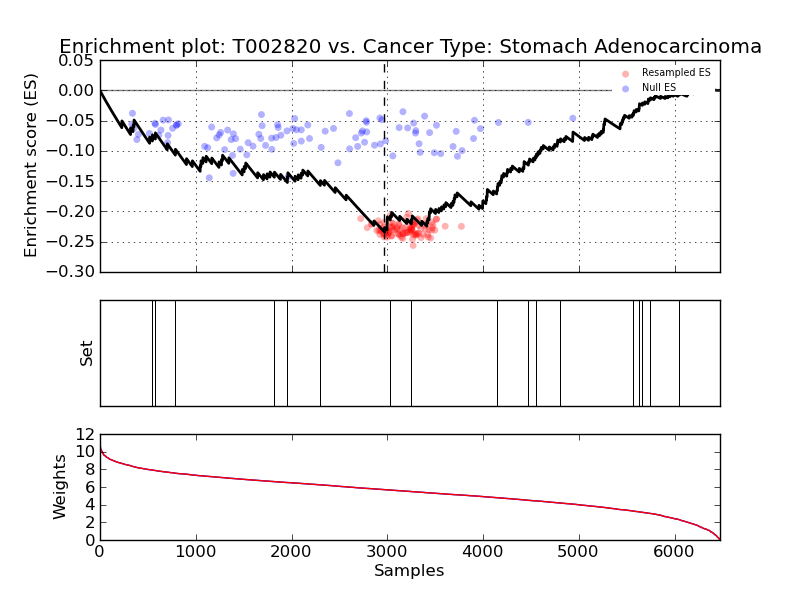 Enrichment plot: T002820 vs. Cancer Type: Stomach Adenocarcinoma
Enrichment score (ES)
0.05
0.00
−0.05
−0.10
−0.15
−0.20
−0.25
−0.30
Resampled ES
Null ES
Set
Weights
12
10
8
6
4
2
0
0 1000 2000 3000 4000 5000 6000
Samples